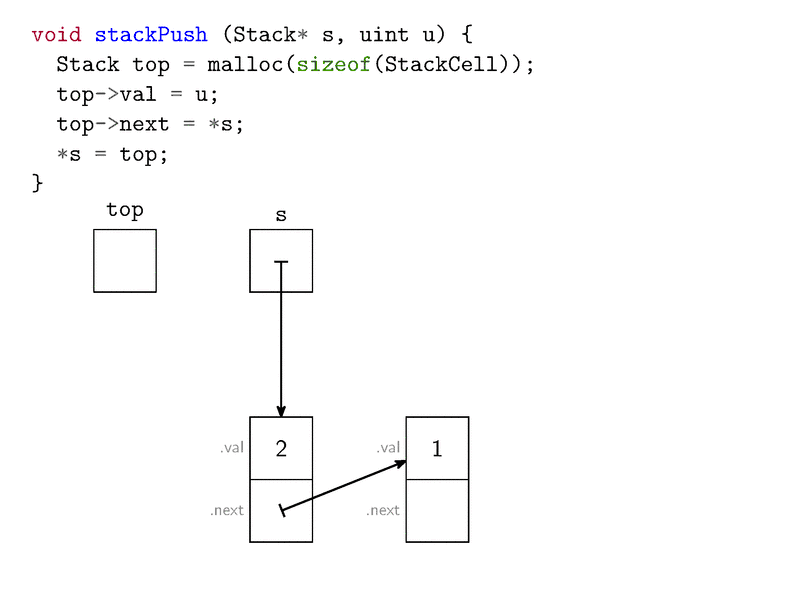 void stackPush (Stack* s, uint u) {
  Stack top = malloc(sizeof(StackCell));
  top->val = u;
  top->next = *s;
  *s = top;
}
top s
.val 2 .val 1
.next .next